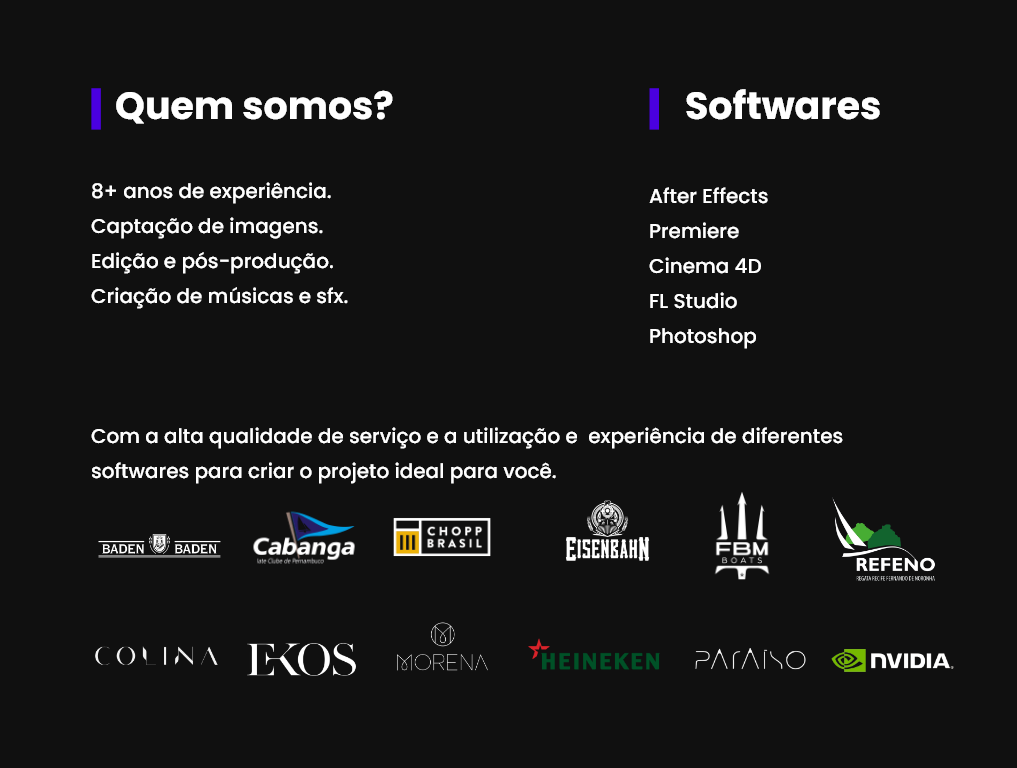 Quem somos?
8+ anos de experiência.
Captação de imagens.
Edição e pós-produção.
Criação de músicas e sfx.
Softwares
After Effects
Premiere
Cinema 4D
FL Studio
Photoshop
Com a alta qualidade de serviço e a utilização e  experiência de diferentes
softwares para criar o projeto ideal para você.
BADEN BADEN
Cabanga
Iate Clube de Pernambuco
CHOPP
BRASIL
EISENBAHN
FBM
BOATS
REFENO
REGATA RECIFE FERNANDO DE NORONHA
COLINA
EKOS
MORENA
HEINEKEN
PARAISO
NVIDIA.